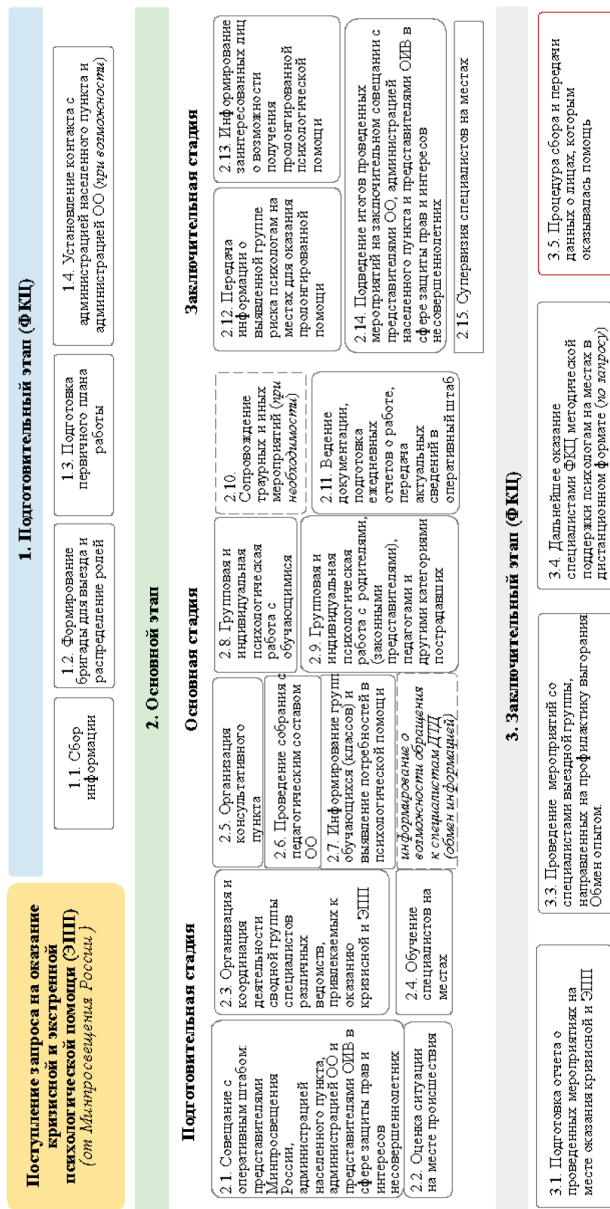 Поступление запроса на оказание
кризисной и экстренной
психологической помощи (ЭПП)
(от Минпросвещения России)
1. Подготовительный этап (ФКЦ)
1.1. Сбор
информации
1.2. Формирование
бригады для выезда и
распределение ролей
1.3. Подготовка
первичного плана
работы
1.4. Установление контакта с
администрацией населенного пункта и
администрацией ОО (при возможности)
2. Основной этап
Подготовительная стадия
2.1. Совещание с
оперативным штабом:
представителями
Минпросвещения
России,
администрацией
населенного пункта,
администрацией ОО и
представителями ОИВ в
сфере защиты прав и
интересов
несовершеннолетних
2.2. Оценка ситуации
на месте происшествия
2.3. Организация и
координация
деятельности
сводной группы
специалистов
различных
ведомств,
привлекаемых к
оказанию
кризисной и ЭПП
2.4. Обучение
специалистов на
местах
Основная стадия
2.5. Организация
консультативного
пункта
2.6. Проведение собрания с
педагогическим составом
ОО
2.7. Информирование групп
обучающихся (классов) и
выявление потребностей в
психологической помощи
информирование о
возможности обращения
к специалистам ДТД
(обмен информацией)
2.8. Групповая и
индивидуальная
психологическая
работа с
обучающимися
2.9. Групповая и
индивидуальная
психологическая
работа с родителями,
(законными
представителями),
педагогами и
другими категориями
пострадавших
2.10.
Сопровождение
траурных и иных
мероприятий (при
необходимости)
2.11. Ведение
документации,
подготовка
ежедневных
отчетов о работе,
передача
актуальных
сведений в
оперативный штаб
Заключительная стадия
2.12. Передача
информации о
выявленной группе
риска психологам на
местах для оказания
пролонгированной
помощи
2.13. Информирование
заинтересованных лиц
о возможности
получения
пролонгированной
психологической
помощи
2.14. Подведение итогов проведенных
мероприятий на заключительном совещании с
представителями ОО, администрацией
населенного пункта и представителями ОИВ в
сфере защиты прав и интересов
несовершеннолетних
2.15. Супервизия специалистов на местах
3. Заключительный этап (ФКЦ)
3.1. Подготовка отчета о
проведенных мероприятиях на
месте оказания кризисной и ЭПП
3.3. Проведение мероприятий со
специалистами выездной группы,
направленных на профилактику выгорания.
Обмен опытом.
3.4. Дальнейшее оказание
специалистами ФКЦ методической
поддержки психологам на местах в
дистанционном формате (по запросу)
3.5. Процедура сбора и передачи
данных о лицах, которым
оказывалась помощь